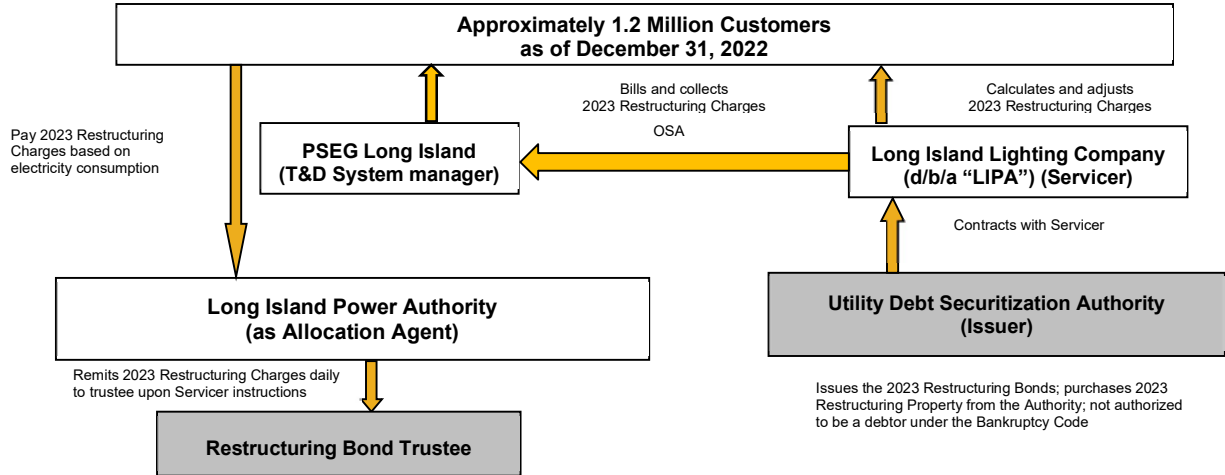 Approximately 1.2 Million Customers
as of December 31, 2022
Pay 2023 Restructuring
Charges based on
electricity consumption
Bills and collects
2023 Restructuring Charges
Calculates and adjusts
2023 Restructuring Charges
PSEG Long Island
(T&D System manager)
OSA
Long Island Lighting Company
(d/b/a “LIPA”) (Servicer)
Contracts with Servicer
Long Island Power Authority
(as Allocation Agent)
Utility Debt Securitization Authority
(Issuer)
Remits 2023 Restructuring Charges daily
to trustee upon Servicer instructions
Issues the 2023 Restructuring Bonds; purchases 2023
Restructuring Property from the Authority; not authorized
to be a debtor under the Bankruptcy Code
Restructuring Bond Trustee